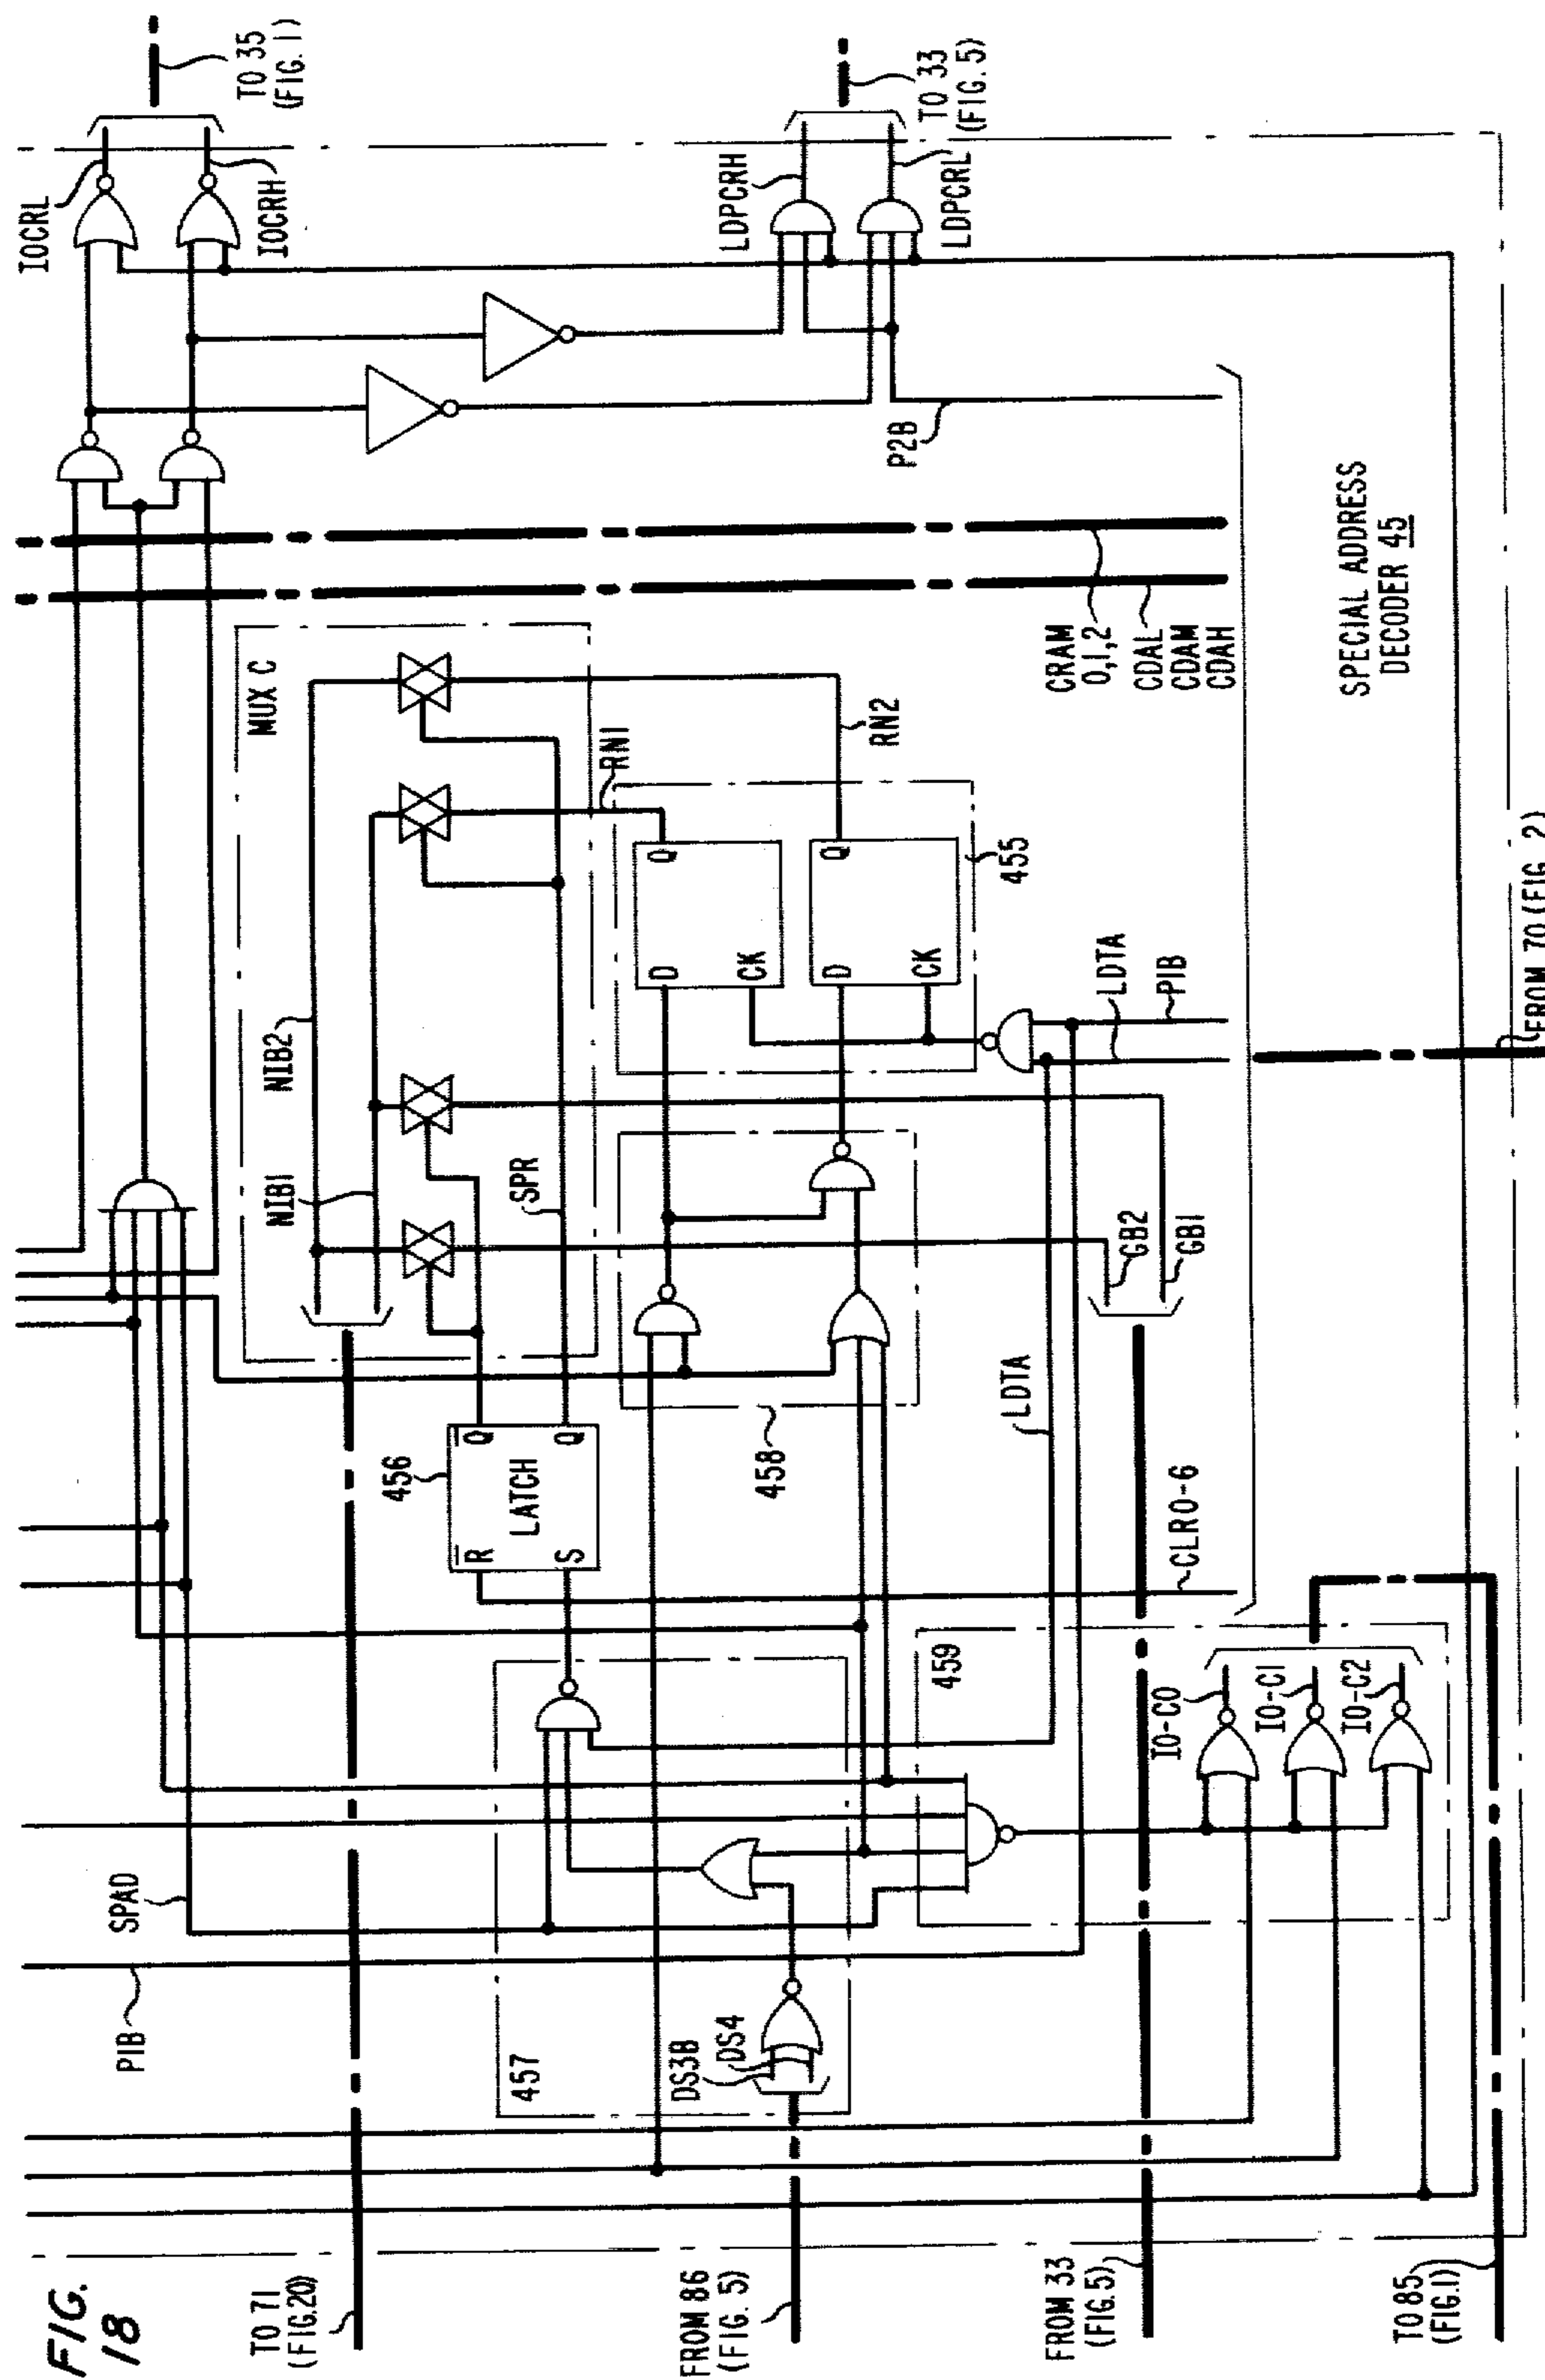 FIG.
18
TO 71
(FIG.20)
FROM 86
(FIG. 5)
FROM 33
(FIG.5)
TO 85
(FIG.1)
PIB
SPAD
457
DS3B
DS4
459
IO-C0
IO-C1
IO-C2
CLR0-6
456
LATCH
R
S
Q
Q
458
LDTA
GB2
GB1
NIB1
NIB2
SPR
MUX C
RN1
RN2
D
CK
Q
D
CK
Q
455
LDTA
PIB
FROM 70 (FIG. 2)
CRAM
0,1,2
CDAL
CDAM
CDAH
P2B
SPECIAL ADDRESS
DECODER 45
IOCRL
IOCRH
LDPCRH
LDPCRL
TO 35
(FIG. 1)
TO 33
(FIG. 5)